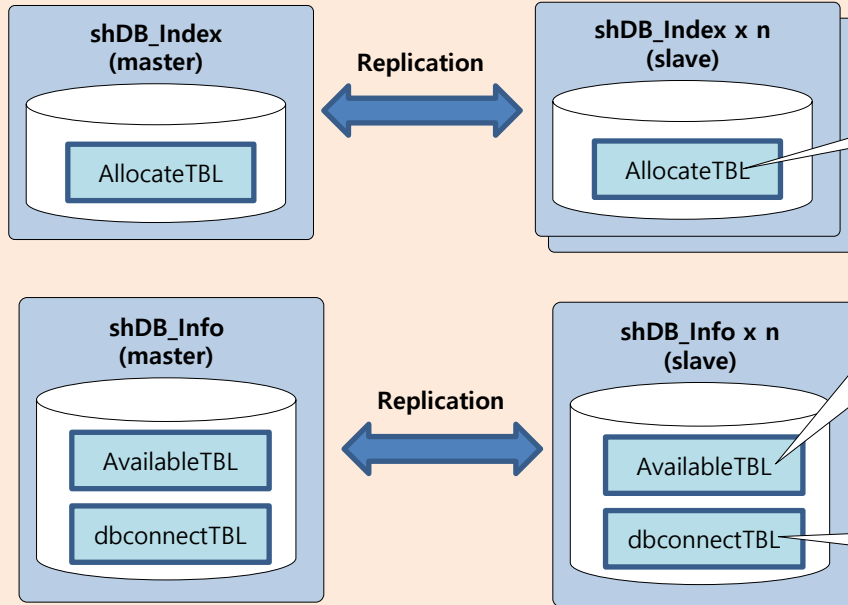 shDB_Index
(master)
Replication
shDB_Index x n
(slave)
AllocateTBL
AllocateTBL
shDB_Info
(master)
Replication
shDB_Info x n
(slave)
AvailableTBL
dbconnectTBL
AvailableTBL
dbconnectTBL